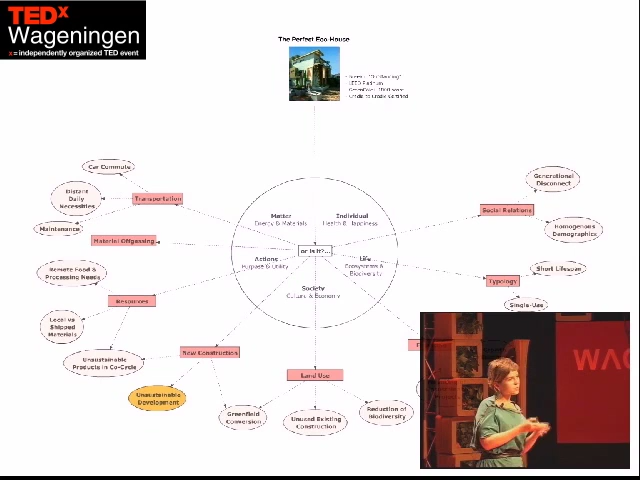 TEDx
Wageningen
x = independently organized TED event
The Perfect Eco-House
Car Commute
Distant
Daily
Necessities
Transportation
Maintenance
Material Offgassing
Remote Food &
Processing Needs
Resources
Local vs
Shipped
Materials
Unsustainable
Products in Co-Cycle
New Construction
Unsustainable
Development
Greenfield
Conversion
Land Use
Unused Existing
Construction
Reduction of
Biodiversity
Matter
Energy & Materials
Individual
Health & Happiness
or is it?...
Actions
Purpose & Utility
Life
Ecosystems &
Biodiversity
Society
Culture & Economy
Generational
Disconnect
Social Relations
Homogenous
Demographics
Short Lifespan
Typology
Single-Use
WAG